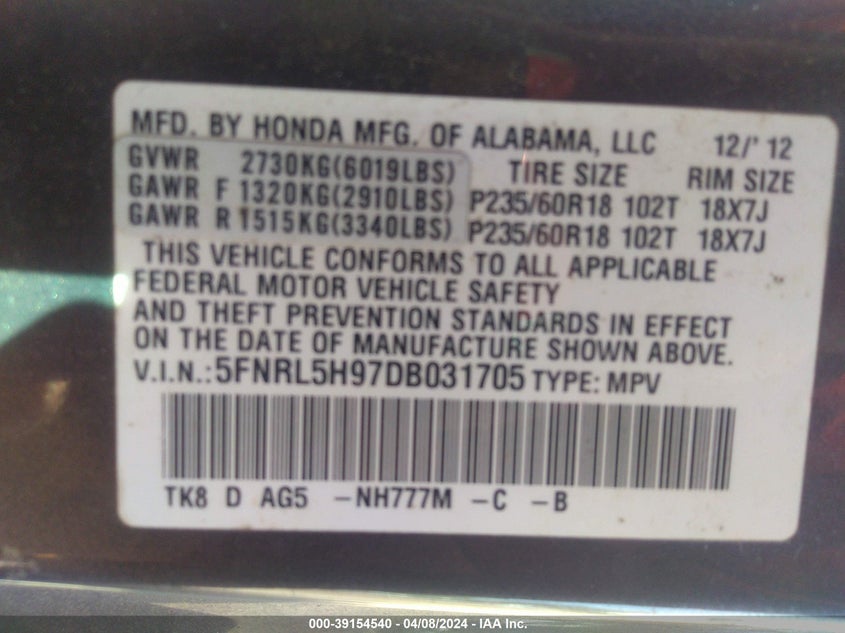 MFD. BY HONDA MFG. OF ALABAMA, LLC 12/' 12
GVWR 2730KG(6019LBS) TIRE SIZE RIM SIZE
GAWR F 1320KG(2910LBS) P235/60R18 102T 18X7J
GAWR R 1515KG(3340LBS) P235/60R18 102T 18X7J
THIS VEHICLE CONFORMS TO ALL APPLICABLE
FEDERAL MOTOR VEHICLE SAFETY
AND THEFT PREVENTION STANDARDS IN EFFECT
ON THE DATE OF MANUFACTURE SHOWN ABOVE.
V.I.N.:5FNRL5H97DB031705 TYPE: MPV
TK8 D AG5 -NH777M -C -B
000-39154540 - 04/08/2024 - IAA Inc.